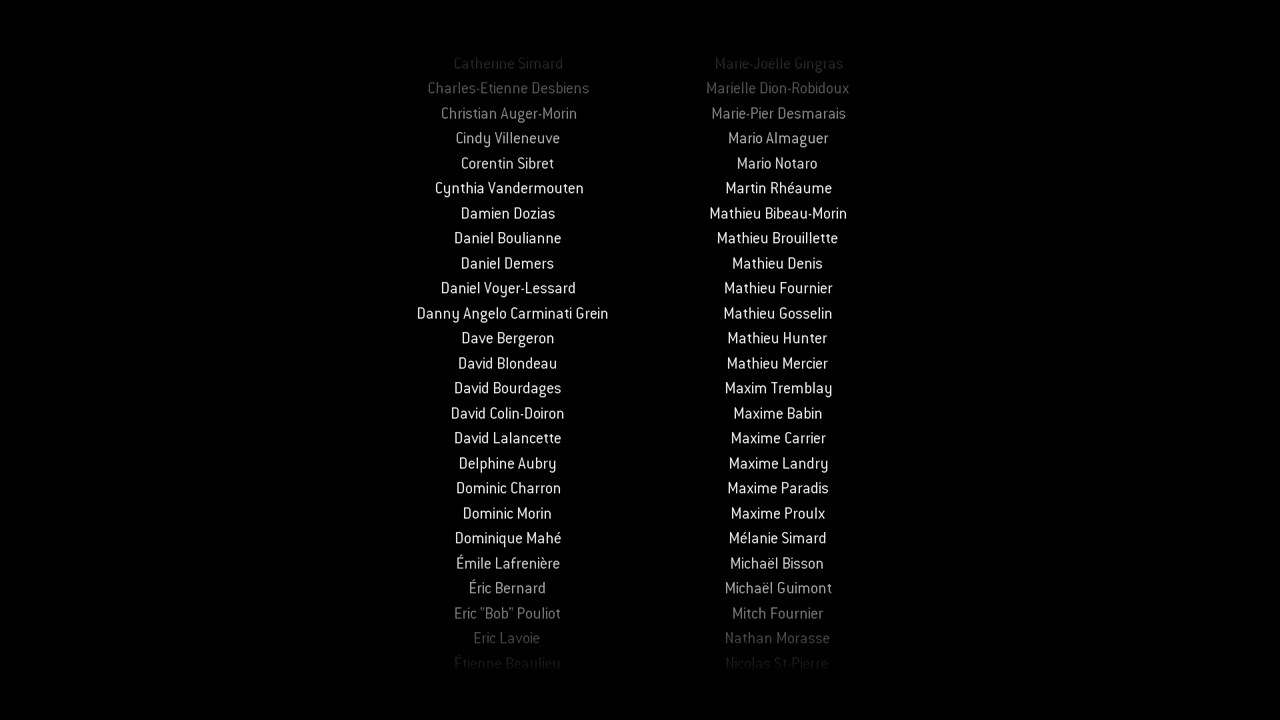 Catherine Simard
Charles-Etienne Desbiens
Christian Auger-Morin
Cindy Villeneuve
Corentin Sibret
Cynthia Vandermouten
Damien Dozias
Daniel Boulianne
Daniel Demers
Daniel Voyer-Lessard
Danny Angelo Carminati Grein
Dave Bergeron
David Blondeau
David Bourdages
David Colin-Doiron
David Lalancette
Delphine Aubry
Dominic Charron
Dominic Morin
Dominique Mahé
Émile Lafrenière
Éric Bernard
Eric "Bob" Pouliot
Eric Lavoie
Étienne Beaulieu
Marie-Joëlle Gingras
Marielle Dion-Robidoux
Marie-Pier Desmarais
Mario Almaguer
Mario Notaro
Martin Rhéaume
Mathieu Bibeau-Morin
Mathieu Brouillette
Mathieu Denis
Mathieu Fournier
Mathieu Gosselin
Mathieu Hunter
Mathieu Mercier
Maxim Tremblay
Maxime Babin
Maxime Carrier
Maxime Landry
Maxime Paradis
Maxime Proulx
Mélanie Simard
Michaël Bisson
Michaël Guimont
Mitch Fournier
Nathan Morasse
Nicolas St-Pierre